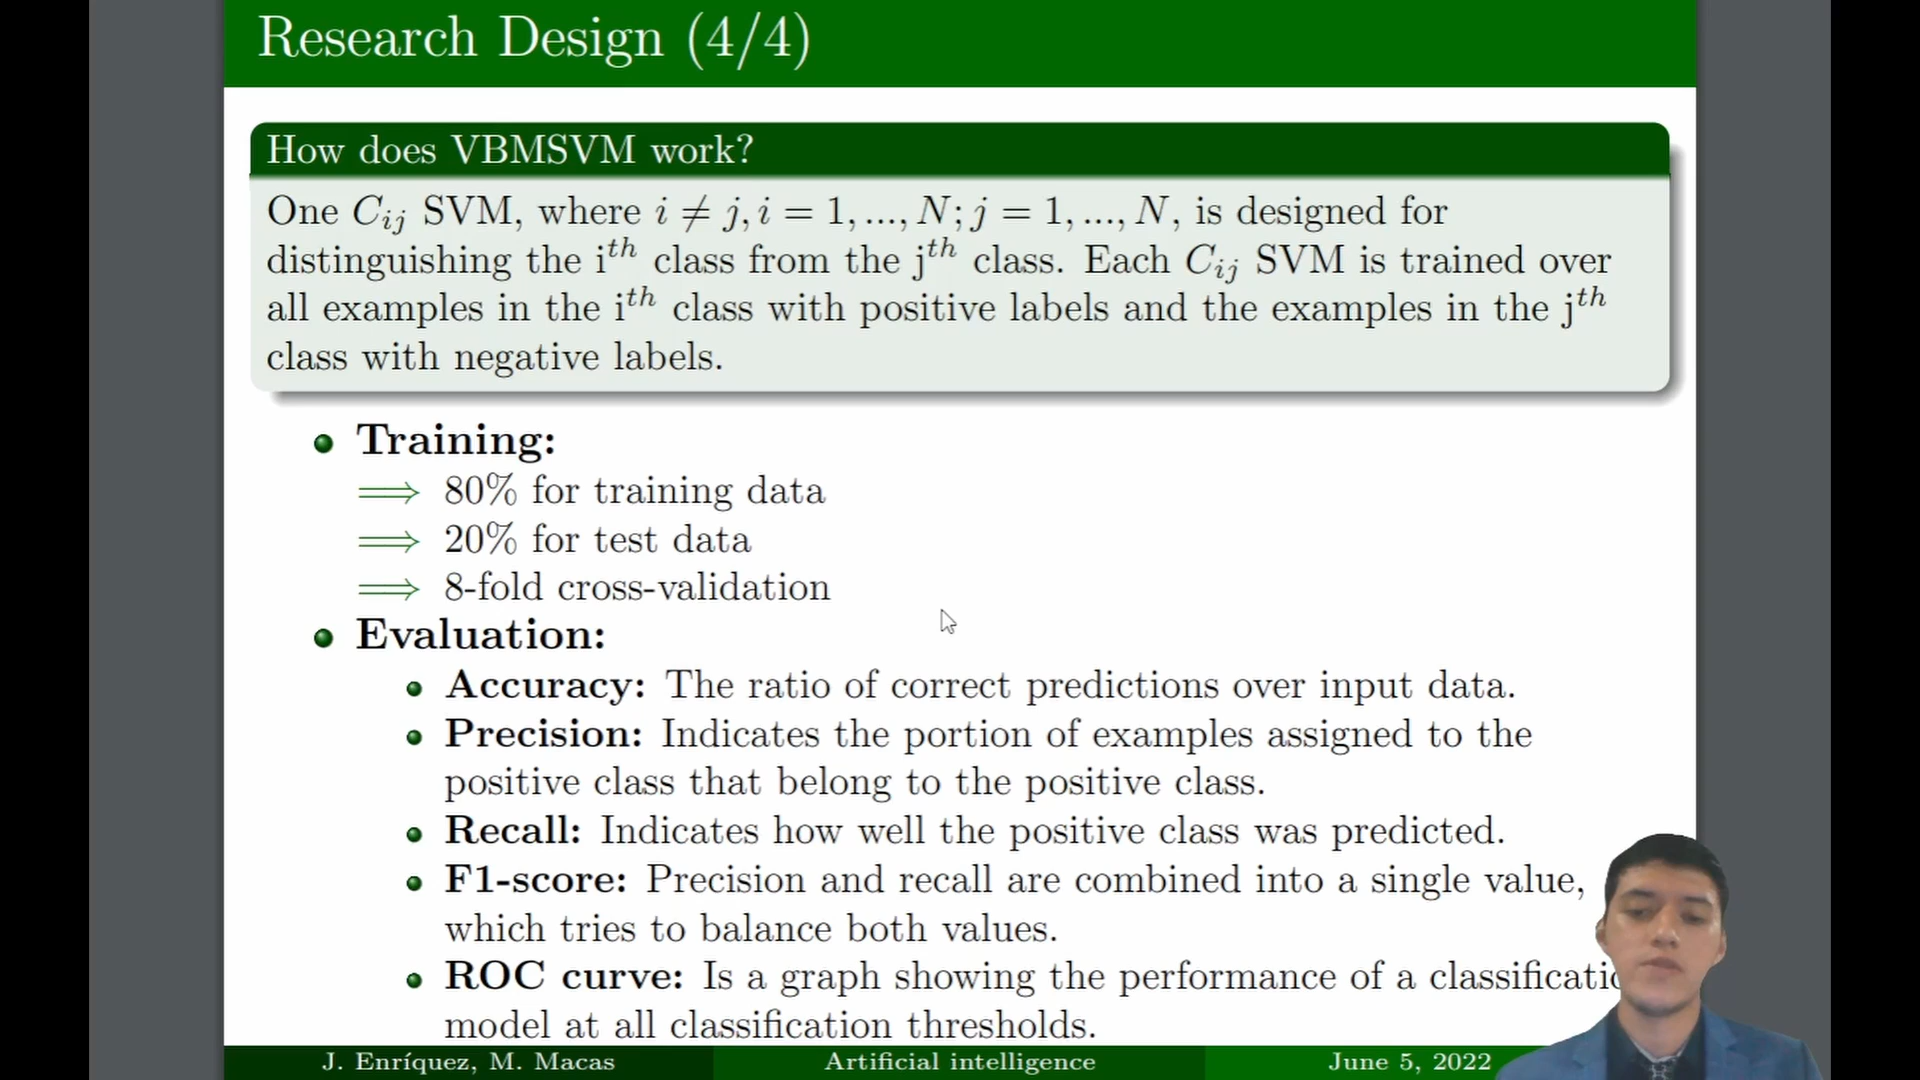 Research Design (4/4)
How does VBMSVM work?
One C_{ij} SVM, where i ≠ j, i = 1, ..., N; j = 1, ..., N, is designed for
distinguishing the i^{th} class from the j^{th} class. Each C_{ij} SVM is trained over
all examples in the i^{th} class with positive labels and the examples in the j^{th}
class with negative labels.
• Training:
⟹ 80% for training data
⟹ 20% for test data
⟹ 8-fold cross-validation
• Evaluation:
• Accuracy: The ratio of correct predictions over input data.
• Precision: Indicates the portion of examples assigned to the
positive class that belong to the positive class.
• Recall: Indicates how well the positive class was predicted.
• F1-score: Precision and recall are combined into a single value,
which tries to balance both values.
• ROC curve: Is a graph showing the performance of a classificatio
model at all classification thresholds.
J. Enríquez, M. Macas Artificial intelligence June 5, 2022